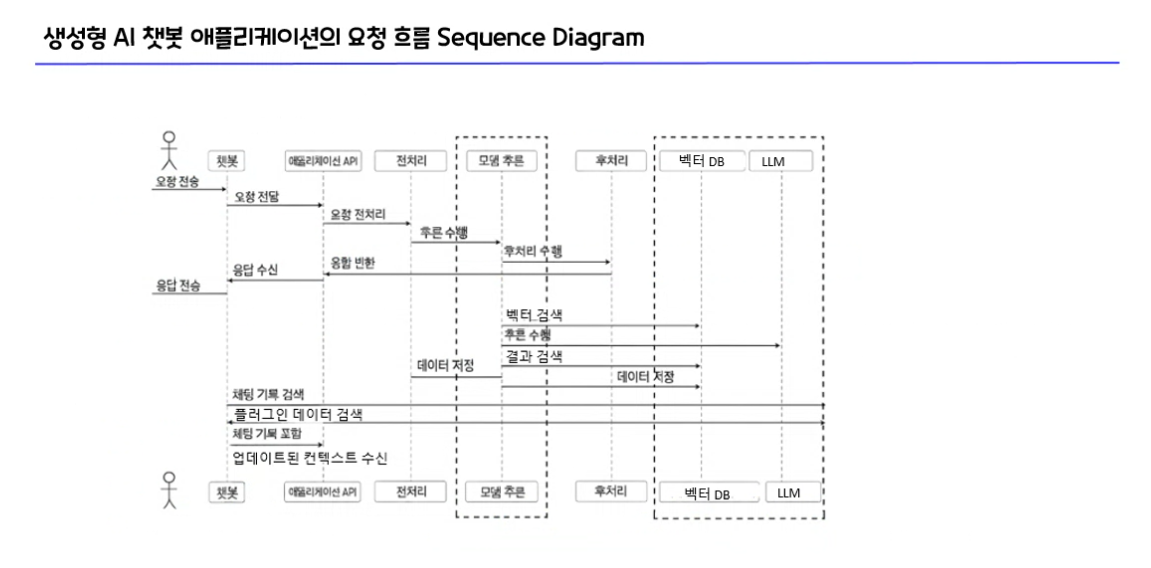 생성형 AI 챗봇 애플리케이션의 요청 흐름 Sequence Diagram
챗봇
애플리케이션 API
전처리
모델 추론
후처리
벡터 DB
LLM
요청 전송
요청 전달
요청 전처리
추론 수행
후처리 수행
응답 수신
응답 전송
벡터 검색
추론 수행
결과 검색
데이터 저장
데이터 저장
채팅 기록 검색
플러그인 데이터 검색
채팅 기록 포함
업데이트된 컨텍스트 수신
챗봇
애플리케이션 API
전처리
모델 추론
후처리
벡터 DB
LLM